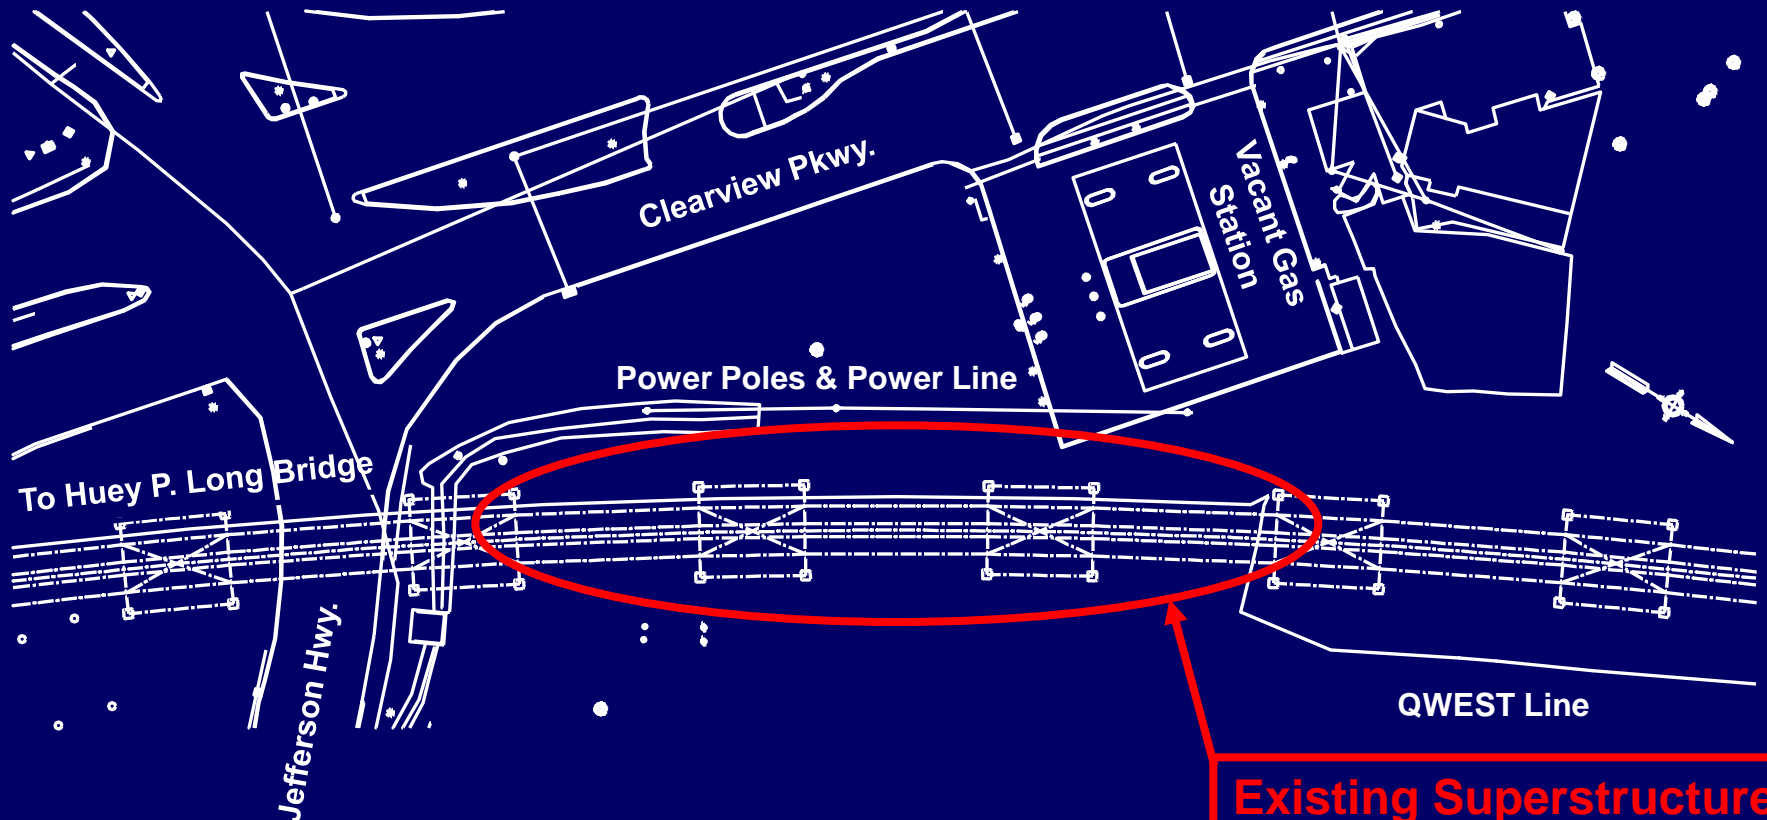 Clearview Pkwy.
Vacant Gas
Station
Power Poles & Power Line
To Huey P. Long Bridge
Jefferson Hwy.
QWEST Line
Existing Superstructure